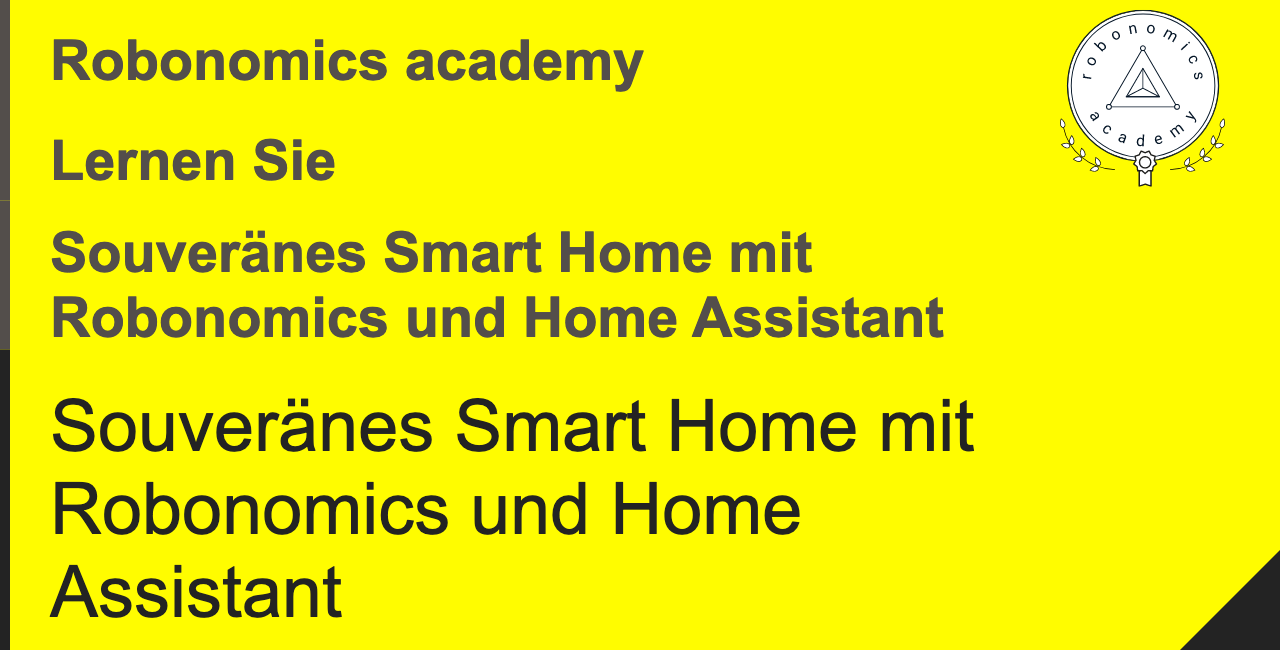 Robonomics academy
robonomics
academy
Lernen Sie
Souveränes Smart Home mit
Robonomics und Home Assistant
Souveränes Smart Home mit
Robonomics und Home
Assistant